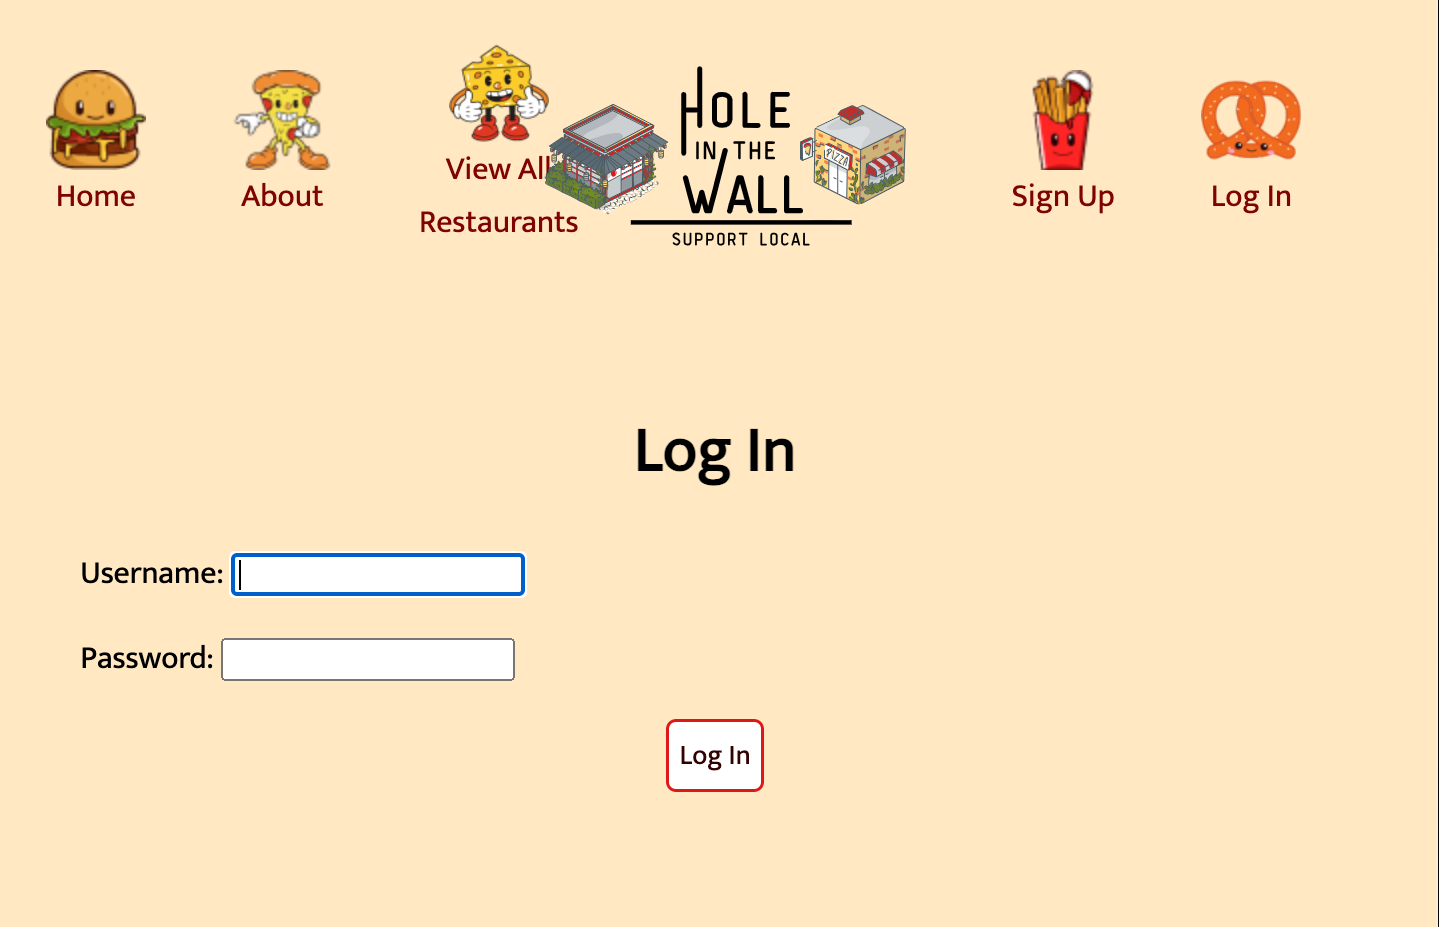 Home
About
View All
Restaurants
HOLE
IN THE
WALL
SUPPORT LOCAL
PIZZA
Sign Up
Log In
Log In
Username:
Password:
Log In